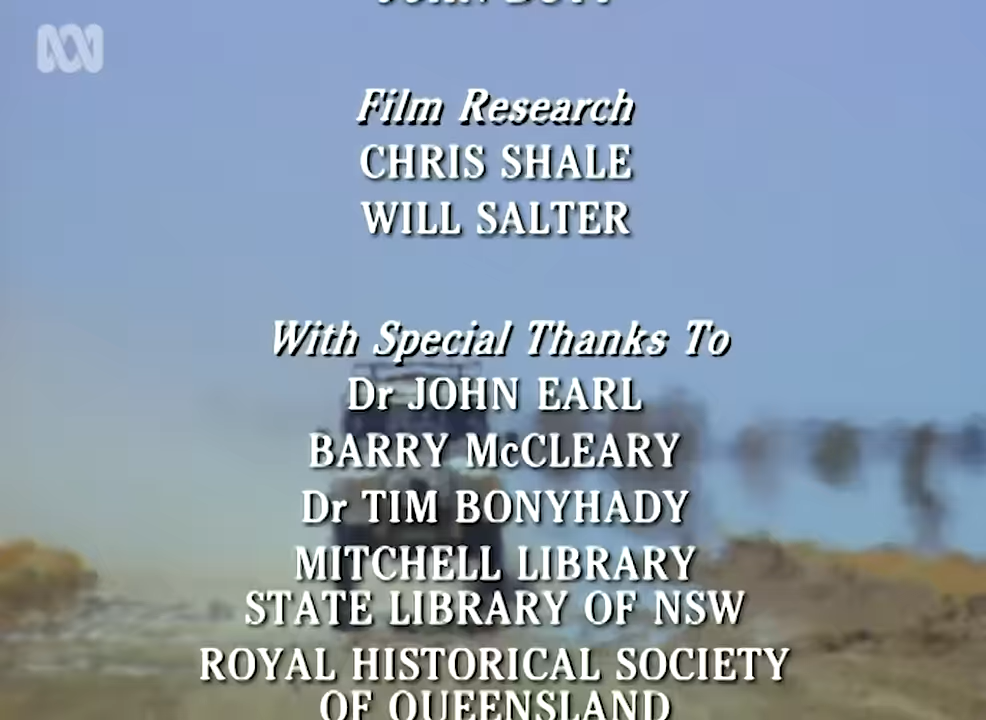 Film Research
CHRIS SHALE
WILL SALTER
With Special Thanks To
Dr JOHN EARL
BARRY McCLEARY
Dr TIM BONYHADY
MITCHELL LIBRARY
STATE LIBRARY OF NSW
ROYAL HISTORICAL SOCIETY
OF QUEENSLAND